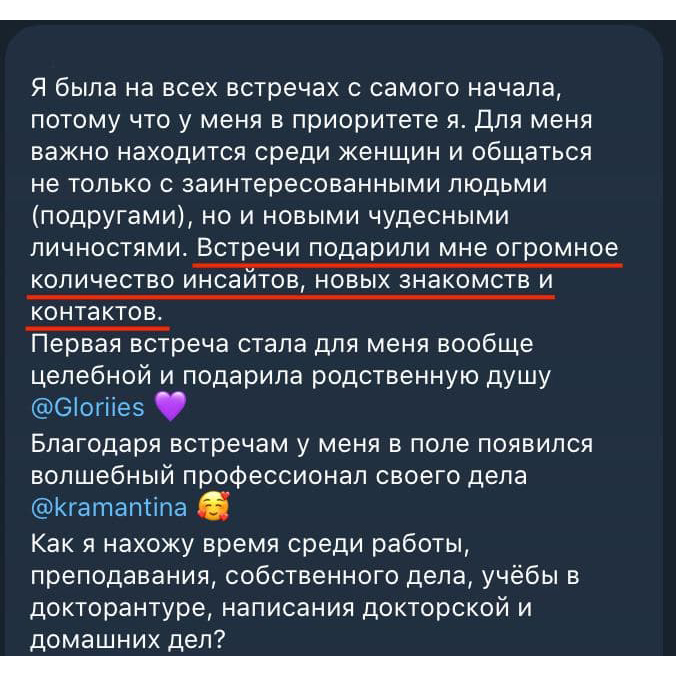 Я была на всех встречах с самого начала,
потому что у меня в приоритете я. Для меня
важно находится среди женщин и общаться
не только с заинтересованными людьми
(подругами), но и новыми чудесными
личностями. Встречи подарили мне огромное
количество инсайтов, новых знакомств и
контактов.
Первая встреча стала для меня вообще
целебной и подарила родственную душу
@Gloriies 💜
Благодаря встречам у меня в поле появился
волшебный профессионал своего дела
@kramantina 🥰
Как я нахожу время среди работы,
преподавания, собственного дела, учёбы в
докторантуре, написания докторской и
домашних дел?